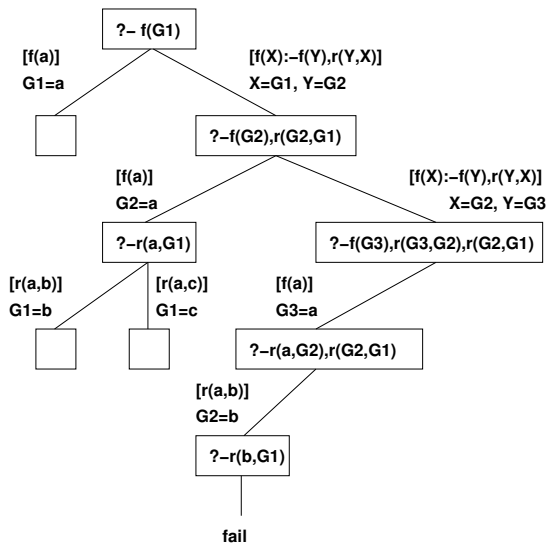 ?– f(G1)
[f(a)]
G1=a
[f(X):–f(Y),r(Y,X)]
X=G1, Y=G2
?–f(G2),r(G2,G1)
[f(a)]
G2=a
[f(X):–f(Y),r(Y,X)]
X=G2, Y=G3
?–r(a,G1)
?–f(G3),r(G3,G2),r(G2,G1)
[r(a,b)]
G1=b
[r(a,c)]
G1=c
[f(a)]
G3=a
?–r(a,G2),r(G2,G1)
[r(a,b)]
G2=b
?–r(b,G1)
fail